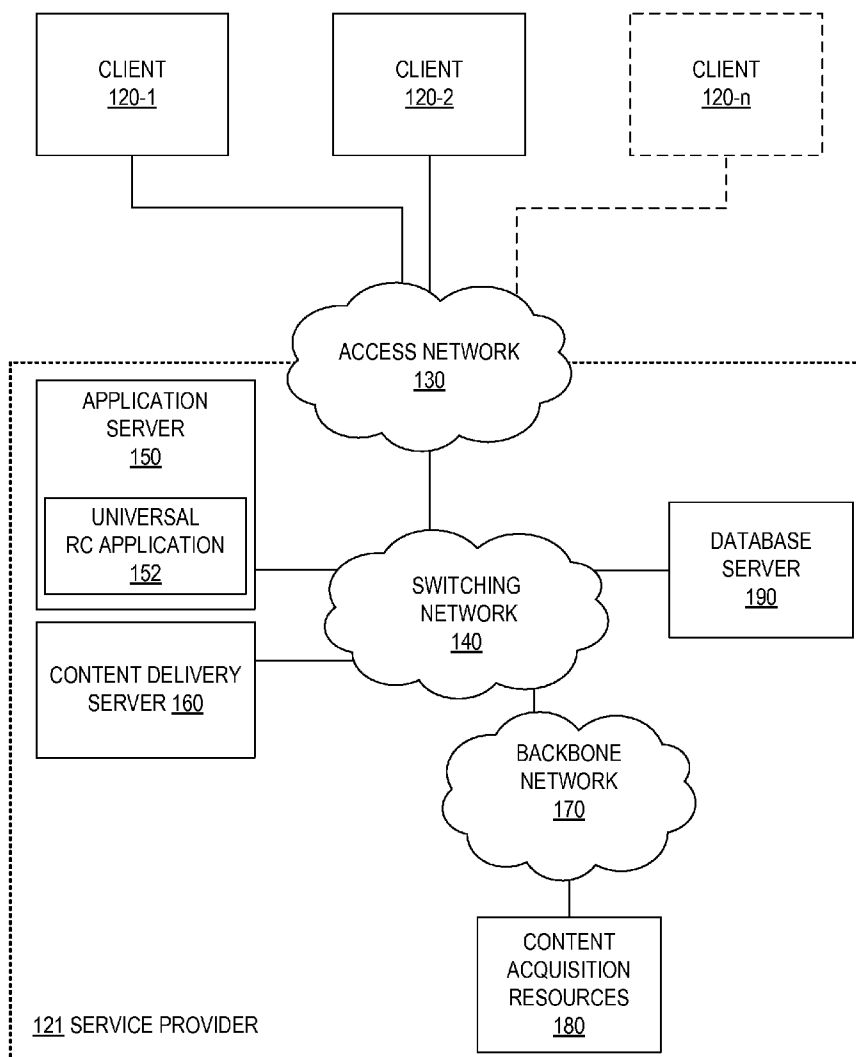 CLIENT
120-1
CLIENT
120-2
CLIENT
120-n
ACCESS NETWORK
130
APPLICATION
SERVER
150
UNIVERSAL
RC APPLICATION
152
SWITCHING
NETWORK
140
DATABASE
SERVER
190
CONTENT DELIVERY
SERVER 160
BACKBONE
NETWORK
170
CONTENT
ACQUISITION
RESOURCES
180
121 SERVICE PROVIDER